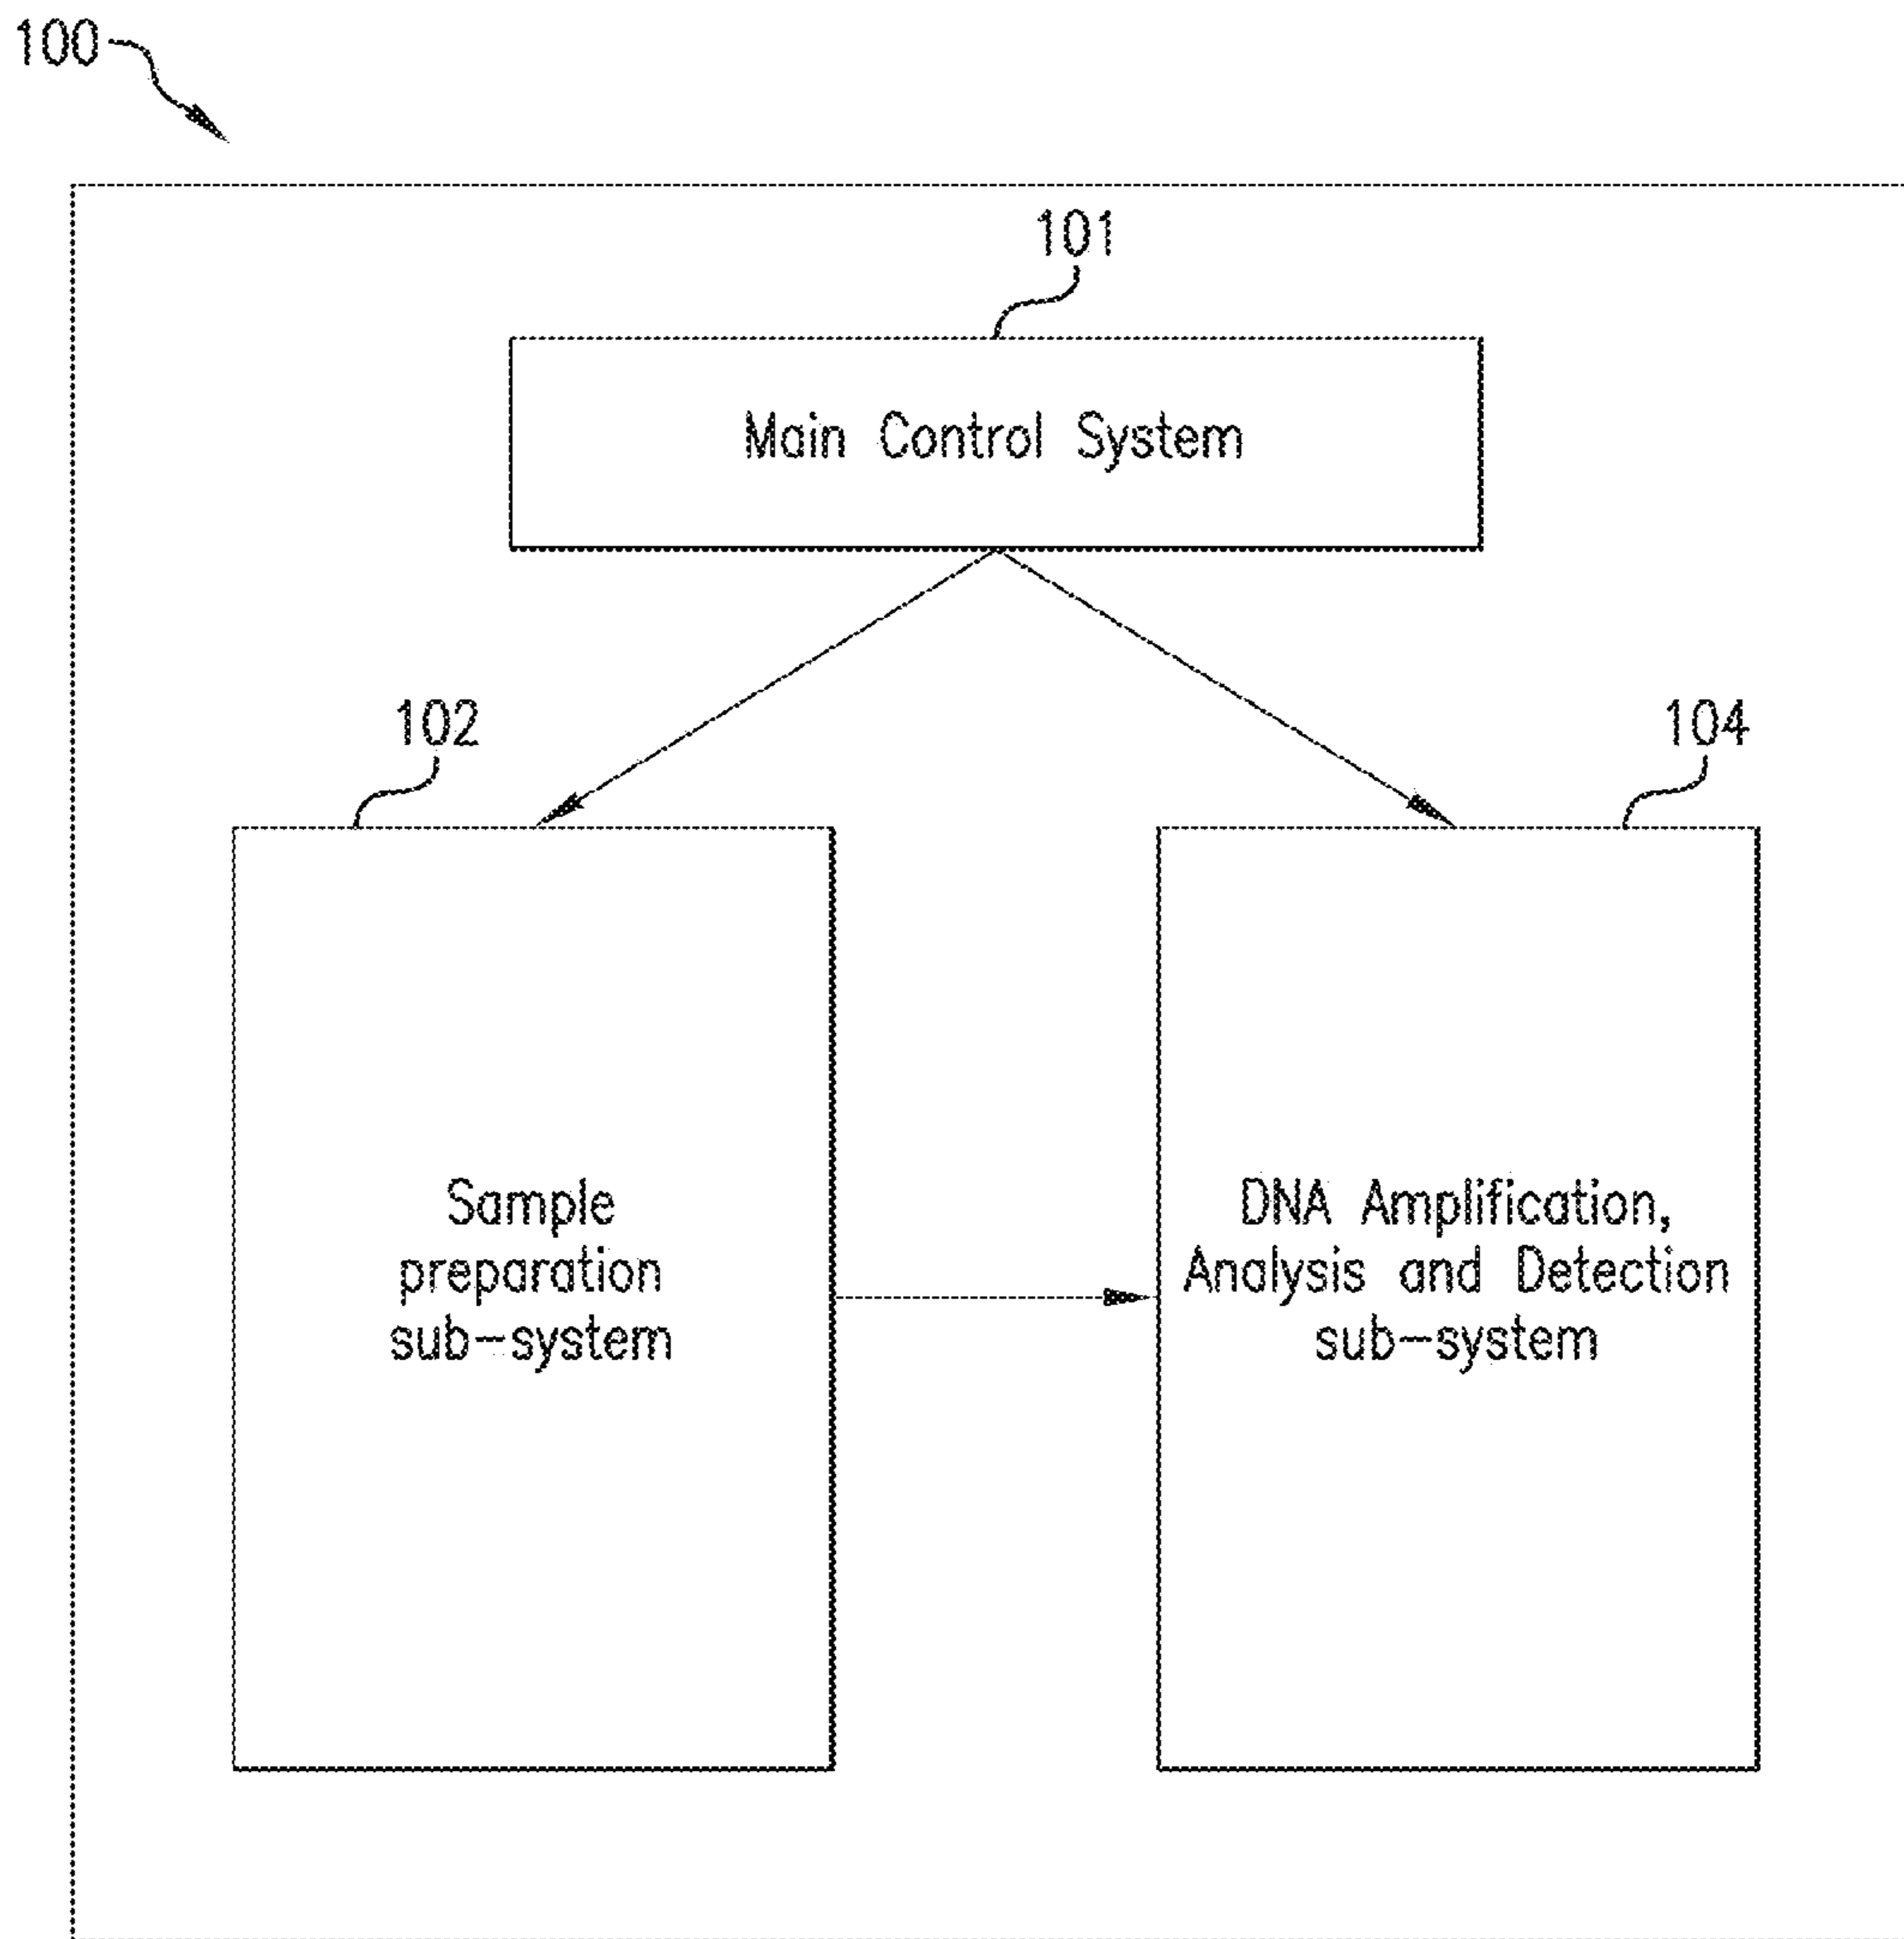 100
101
Main Control System
102
104
Sample
preparation
sub-system
DNA Amplification,
Analysis and Detection
sub-system